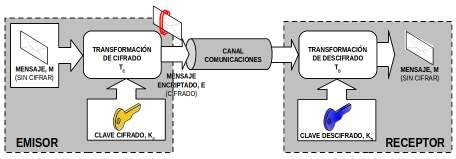 MENSAJE, M
(SIN CIFRAR)
TRANSFORMACIÓN
DE CIFRADO
T
CLAVE CIFRADO, K
EMISOR
MENSAJE
ENCRIPTADO, E
(CIFRADO)
CANAL
COMUNICACIONES
TRANSFORMACIÓN
DE DESCIFRADO
T
CLAVE DESCIFRADO, K
MENSAJE, M
(SIN CIFRAR)
RECEPTOR